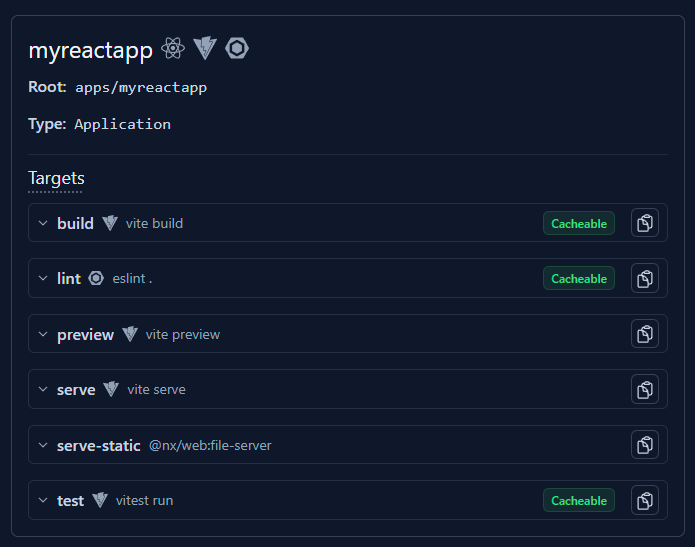 myreactapp
Root: apps/myreactapp
Type: Application
Targets
build vite build Cacheable
lint eslint . Cacheable
preview vite preview
serve vite serve
serve-static @nx/web:file-server
test vitest run Cacheable